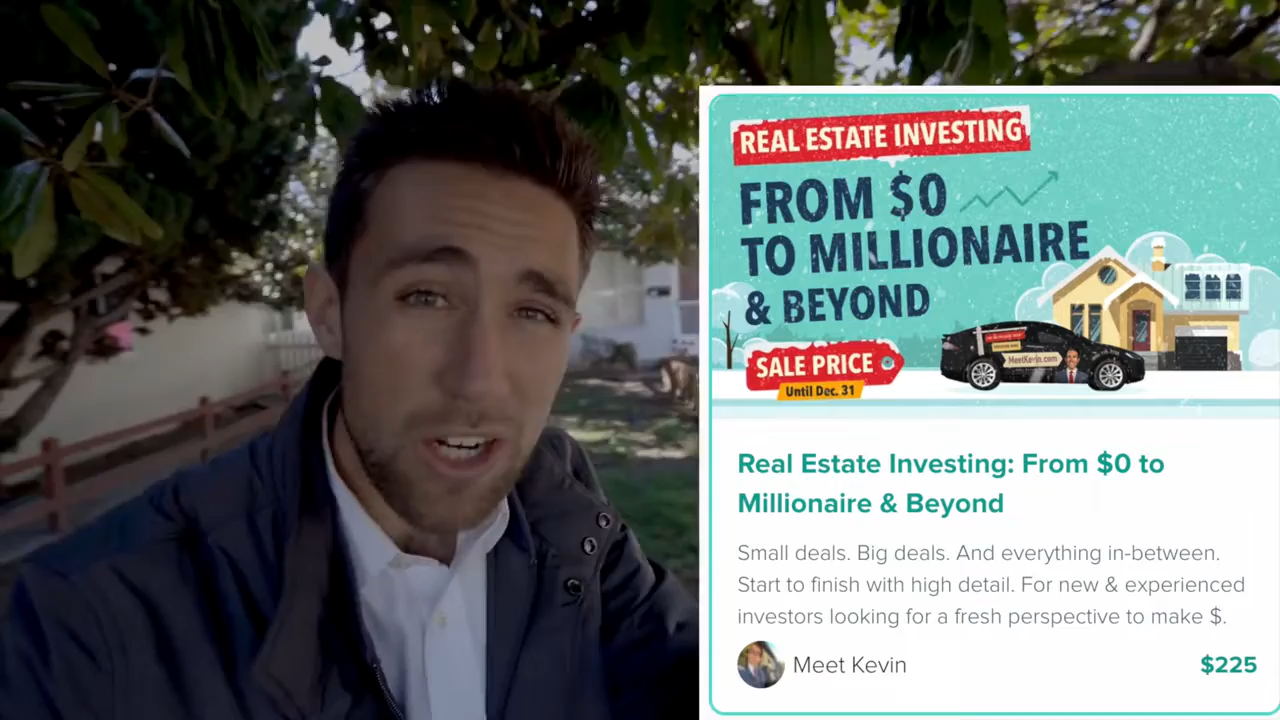 REAL ESTATE INVESTING
FROM $0
TO MILLIONAIRE
& BEYOND
SALE PRICE
Until Dec. 31
MeetKevin.com
Real Estate Investing: From $0 to
Millionaire & Beyond
Small deals. Big deals. And everything in-between.
Start to finish with high detail. For new & experienced
investors looking for a fresh perspective to make $.
Meet Kevin
$225